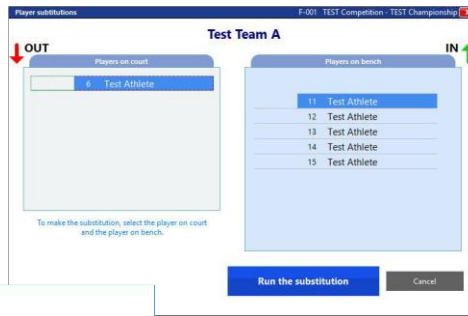 Player subtitutions
F-001 TEST Competition - TEST Championship
Test Team A
OUT
IN
Players on court
6 Test Athlete
To make the substitution, select the player on court
and the player on bench.
Players on bench
11 Test Athlete
12 Test Athlete
13 Test Athlete
14 Test Athlete
15 Test Athlete
Run the substitution
Cancel